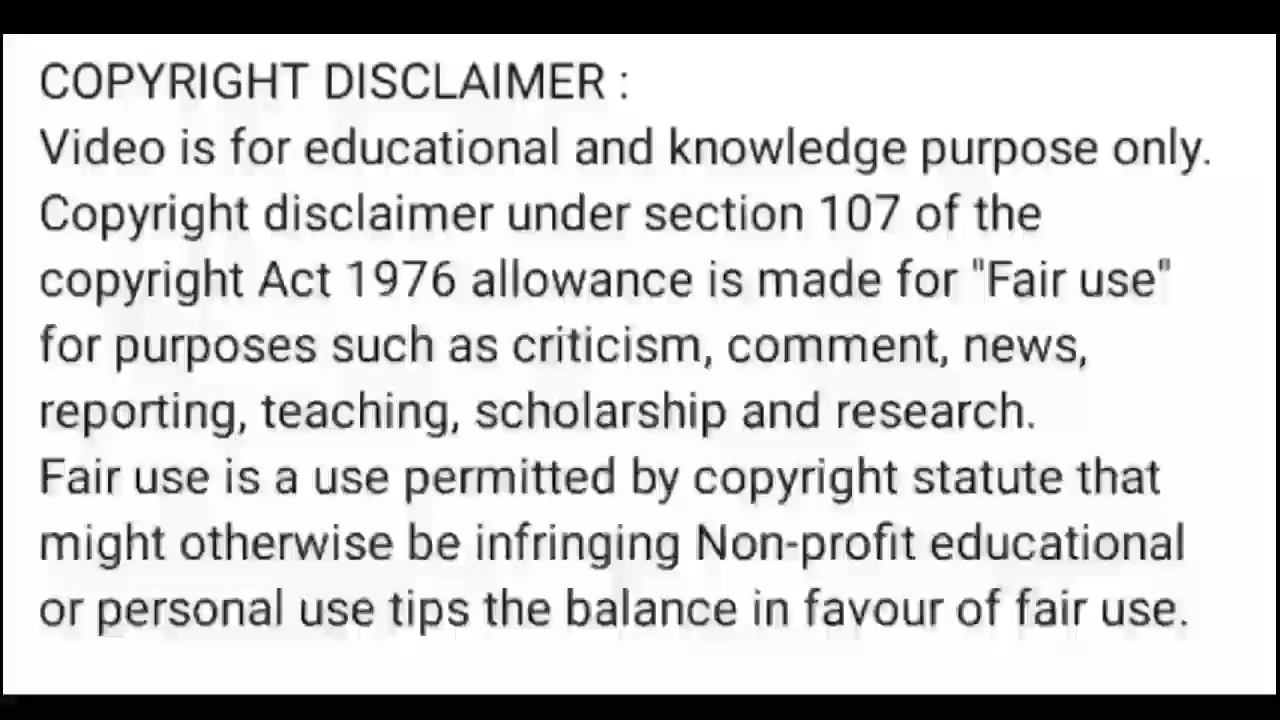 COPYRIGHT DISCLAIMER :
Video is for educational and knowledge purpose only.
Copyright disclaimer under section 107 of the
copyright Act 1976 allowance is made for "Fair use"
for purposes such as criticism, comment, news,
reporting, teaching, scholarship and research.
Fair use is a use permitted by copyright statute that
might otherwise be infringing Non-profit educational
or personal use tips the balance in favour of fair use.